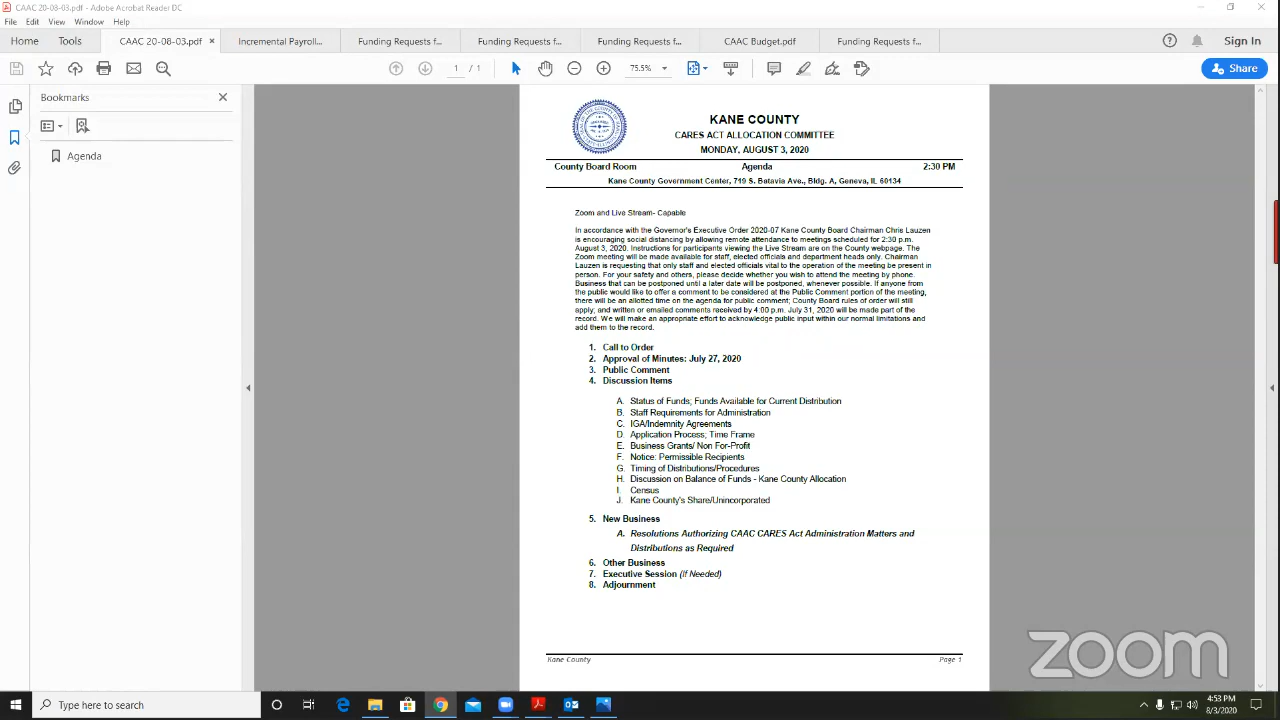 CAAC 20-08-03.pdf - Adobe Acrobat Reader DC
File Edit View Window Help
Home Tools CAAC 20-08-03.pdf Incremental Payroll... Funding Requests f... Funding Requests f... Funding Requests f... CAAC Budget.pdf Funding Requests f... Sign In
1 / 1 75.5% Share
Bookmarks
Agenda
KANE COUNTY
CARES ACT ALLOCATION COMMITTEE
MONDAY, AUGUST 3, 2020
County Board Room Agenda 2:30 PM
Kane County Government Center, 719 S. Batavia Ave., Bldg. A, Geneva, IL 60134
Zoom and Live Stream- Capable
In accordance with the Governor's Executive Order 2020-07 Kane County Board Chairman Chris Lauzen
is encouraging social distancing by allowing remote attendance to meetings scheduled for 2:30 p.m.
August 3, 2020. Instructions for participants viewing the Live Stream are on the County webpage. The
Zoom meeting will be made available for staff, elected officials and department heads only. Chairman
Lauzen is requesting that only staff and elected officials vital to the operation of the meeting be present in
person. For your safety and others, please decide whether you wish to attend the meeting by phone.
Business that can be postponed until a later date will be postponed, whenever possible. If anyone from
the public would like to offer a comment to be considered at the Public Comment portion of the meeting,
there will be an allotted time on the agenda for public comment; County Board rules of order will still
apply; and written or emailed comments received by 4:00 p.m. July 31, 2020 will be made part of the
record. We will make an appropriate effort to acknowledge public input within our normal limitations and
add them to the record.
1. Call to Order
2. Approval of Minutes: July 27, 2020
3. Public Comment
4. Discussion Items
A. Status of Funds; Funds Available for Current Distribution
B. Staff Requirements for Administration
C. IGA/Indemnity Agreements
D. Application Process; Time Frame
E. Business Grants/ Non For-Profit
F. Notice: Permissible Recipients
G. Timing of Distributions/Procedures
H. Discussion on Balance of Funds - Kane County Allocation
I. Census
J. Kane County's Share/Unincorporated
5. New Business
A. Resolutions Authorizing CAAC CARES Act Administration Matters and
Distributions as Required
6. Other Business
7. Executive Session (If Needed)
8. Adjournment
Kane County Page 1
zoom
Type here to search
4:53 PM
8/3/2020